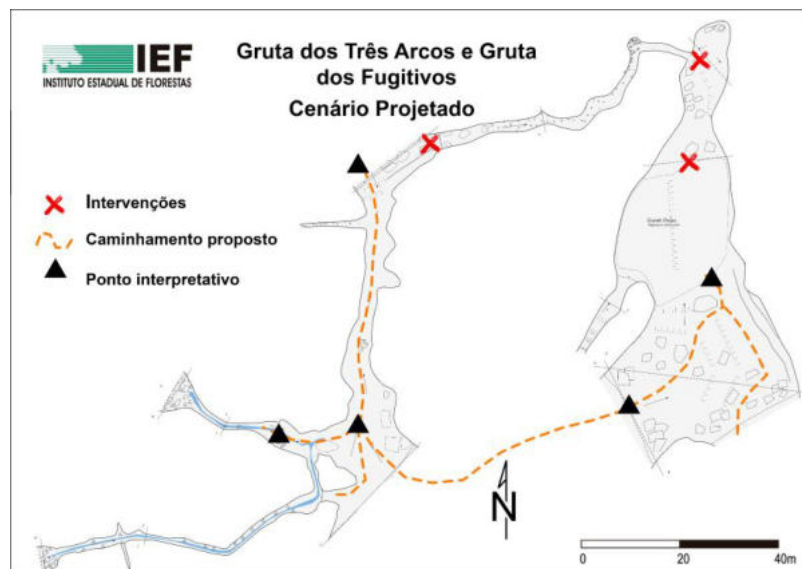 IEF
INSTITUTO ESTADUAL DE FLORESTAS
Gruta dos Três Arcos e Gruta
dos Fugitivos
Cenário Projetado
Intervenções
Caminhamento proposto
Ponto interpretativo
N
0 20 40m